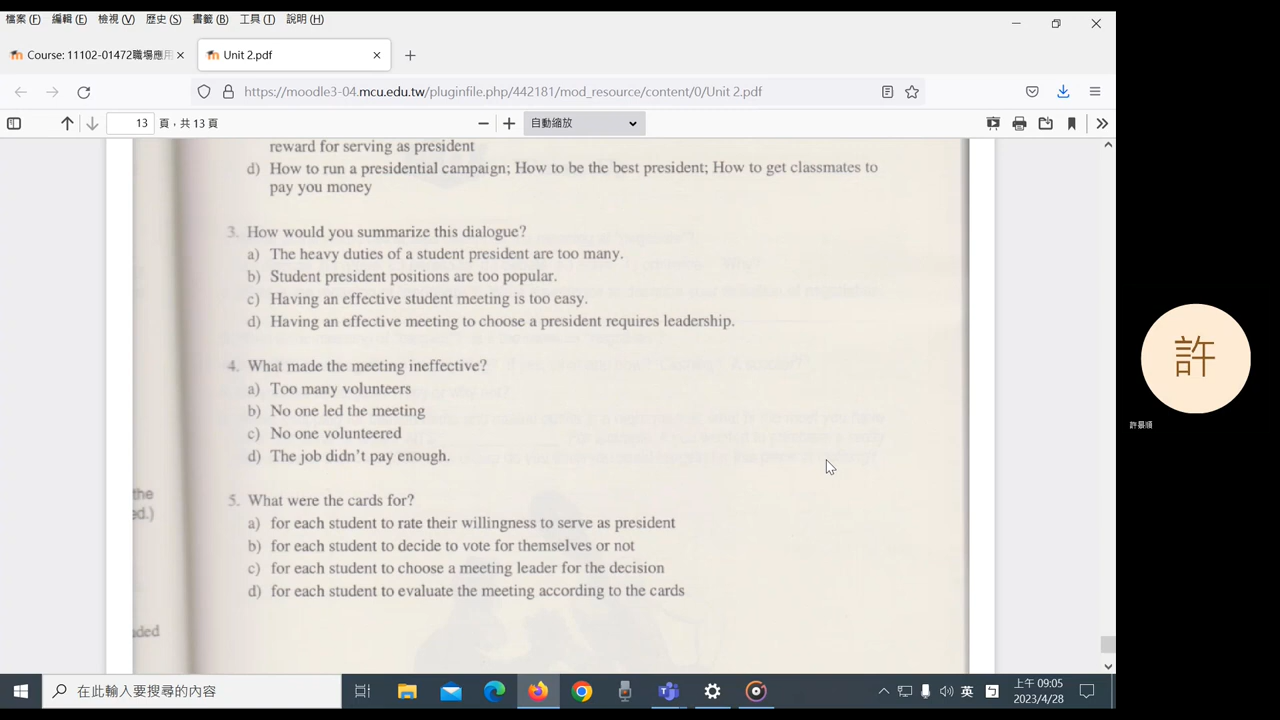 檔案 (F) 編輯 (E) 檢視 (V) 歷史 (S) 書籤 (B) 工具 (T) 說明 (H)
Course: 11102-01472職場應用
Unit 2.pdf
https://moodle3-04.mcu.edu.tw/pluginfile.php/442181/mod_resource/content/0/Unit 2.pdf
13 頁，共 13 頁
自動縮放
reward for serving as president
d) How to run a presidential campaign; How to be the best president; How to get classmates to
pay you money
3. How would you summarize this dialogue?
a) The heavy duties of a student president are too many.
b) Student president positions are too popular.
c) Having an effective student meeting is too easy.
d) Having an effective meeting to choose a president requires leadership.
4. What made the meeting ineffective?
a) Too many volunteers
b) No one led the meeting
c) No one volunteered
d) The job didn't pay enough.
the
ed.)
5. What were the cards for?
a) for each student to rate their willingness to serve as president
b) for each student to decide to vote for themselves or not
c) for each student to choose a meeting leader for the decision
d) for each student to evaluate the meeting according to the cards
ded
許
許景順
在此輸入要搜尋的內容
英
上午 09:05
2023/4/28